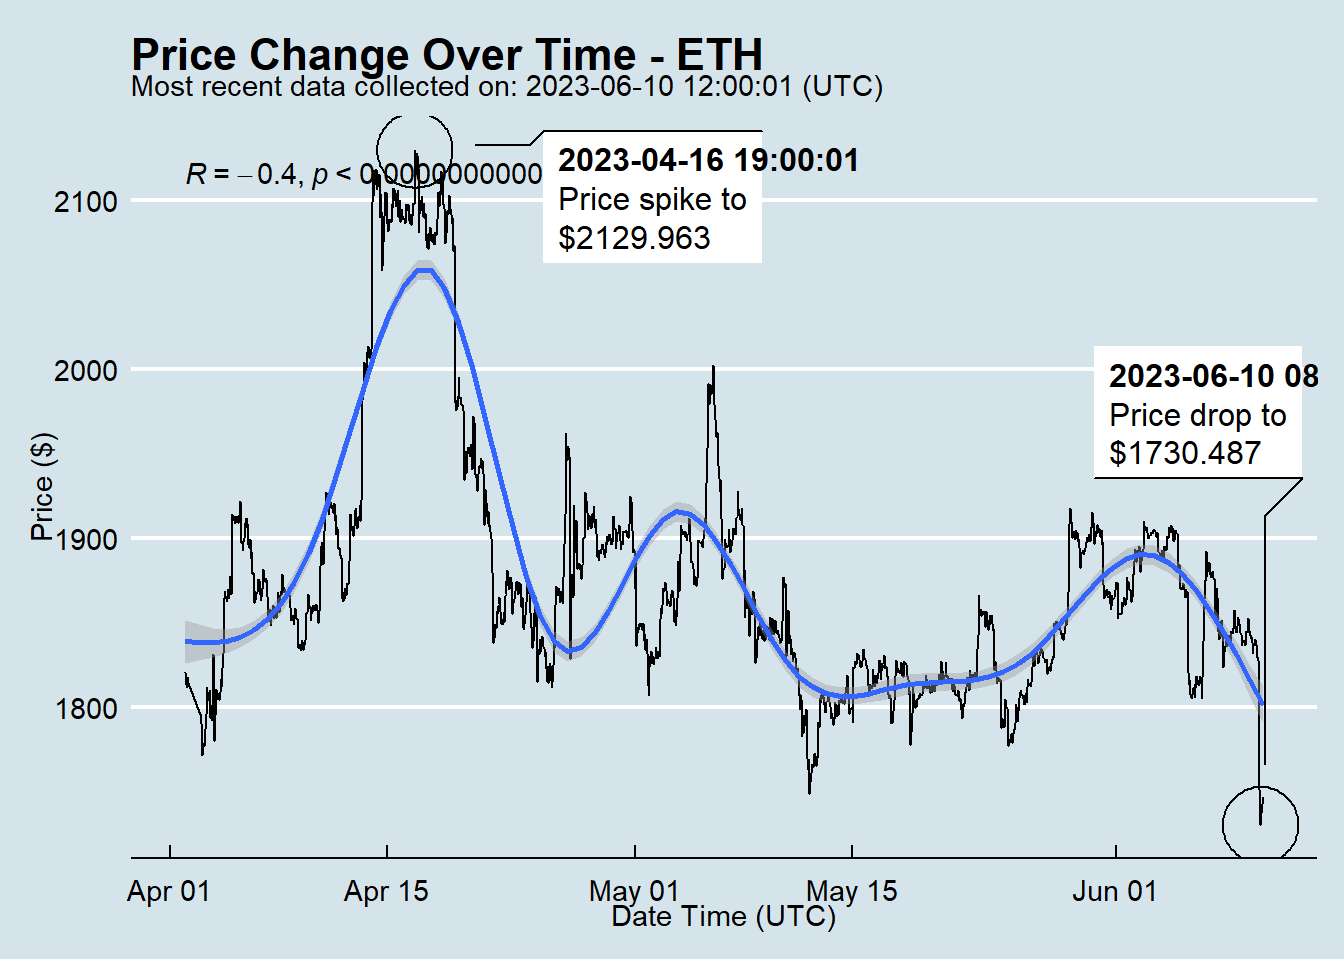 Price Change Over Time - ETH
Most recent data collected on: 2023-06-10 12:00:01 (UTC)
R = −0.4, p < 0.0000000000
2023-04-16 19:00:01
Price spike to
$2129.963
2023-06-10 08
Price drop to
$1730.487
Price ($)
2100
2000
1900
1800
Apr 01
Apr 15
May 01
May 15
Jun 01
Date Time (UTC)